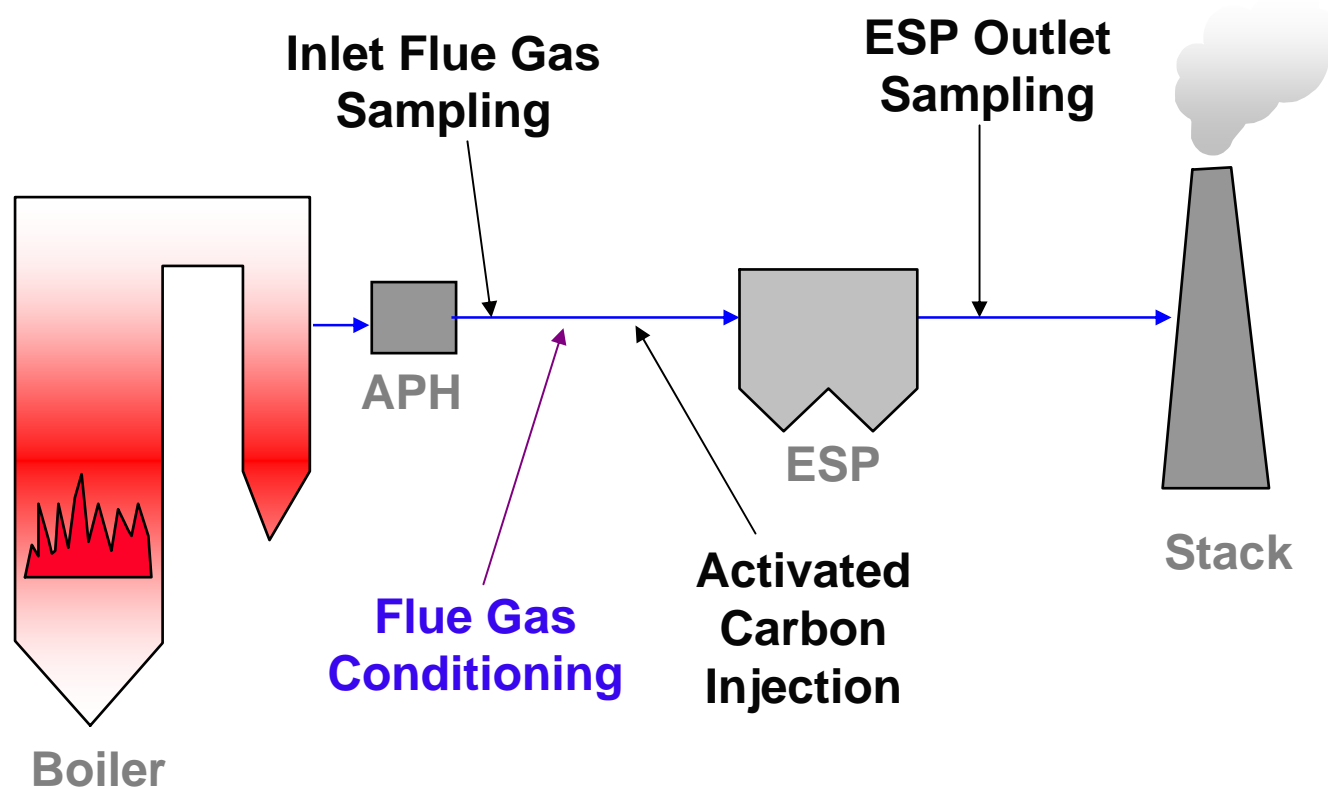 Inlet Flue Gas
Sampling
ESP Outlet
Sampling
APH
ESP
Stack
Flue Gas
Conditioning
Activated
Carbon
Injection
Boiler